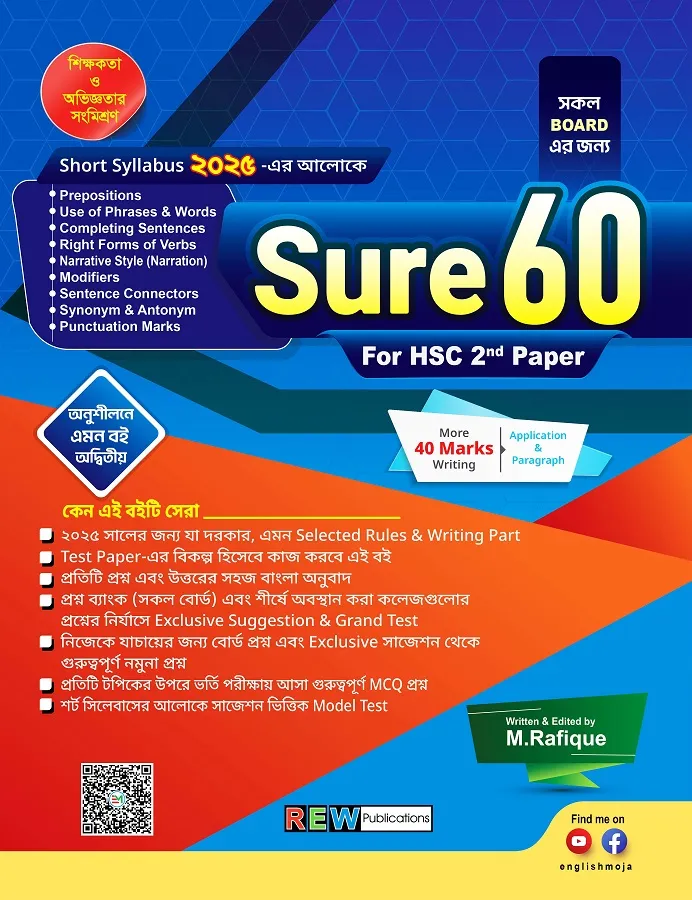 শিক্ষকতা
ও
অভিজ্ঞতার
সংমিশ্রণ
সকল
BOARD
এর জন্য
Short Syllabus ২০২৫ -এর আলোকে
Prepositions
Use of Phrases & Words
Completing Sentences
Right Forms of Verbs
Narrative Style (Narration)
Modifiers
Sentence Connectors
Synonym & Antonym
Punctuation Marks
Sure 60
For HSC 2nd Paper
অনুশীলনে
এমন বই
অদ্বিতীয়
More
40 Marks
Writing
Application
&
Paragraph
কেন এই বইটি সেরা
২০২৫ সালের জন্য যা দরকার, এমন Selected Rules & Writing Part
Test Paper-এর বিকল্প হিসেবে কাজ করবে এই বই
প্রতিটি প্রশ্ন এবং উত্তরের সহজ বাংলা অনুবাদ
প্রশ্ন ব্যাংক (সকল বোর্ড) এবং শীর্ষে অবস্থান করা কলেজগুলোর
প্রশ্নের নির্যাসে Exclusive Suggestion & Grand Test
নিজেকে যাচায়ের জন্য বোর্ড প্রশ্ন এবং Exclusive সাজেশন থেকে
গুরুত্বপূর্ণ নমুনা প্রশ্ন
প্রতিটি টপিকের উপরে ভর্তি পরীক্ষায় আসা গুরুত্বপূর্ণ MCQ প্রশ্ন
শর্ট সিলেবাসের আলোকে সাজেশন ভিত্তিক Model Test
Written & Edited by
M.Rafique
REW Publications
Find me on
englishmoja